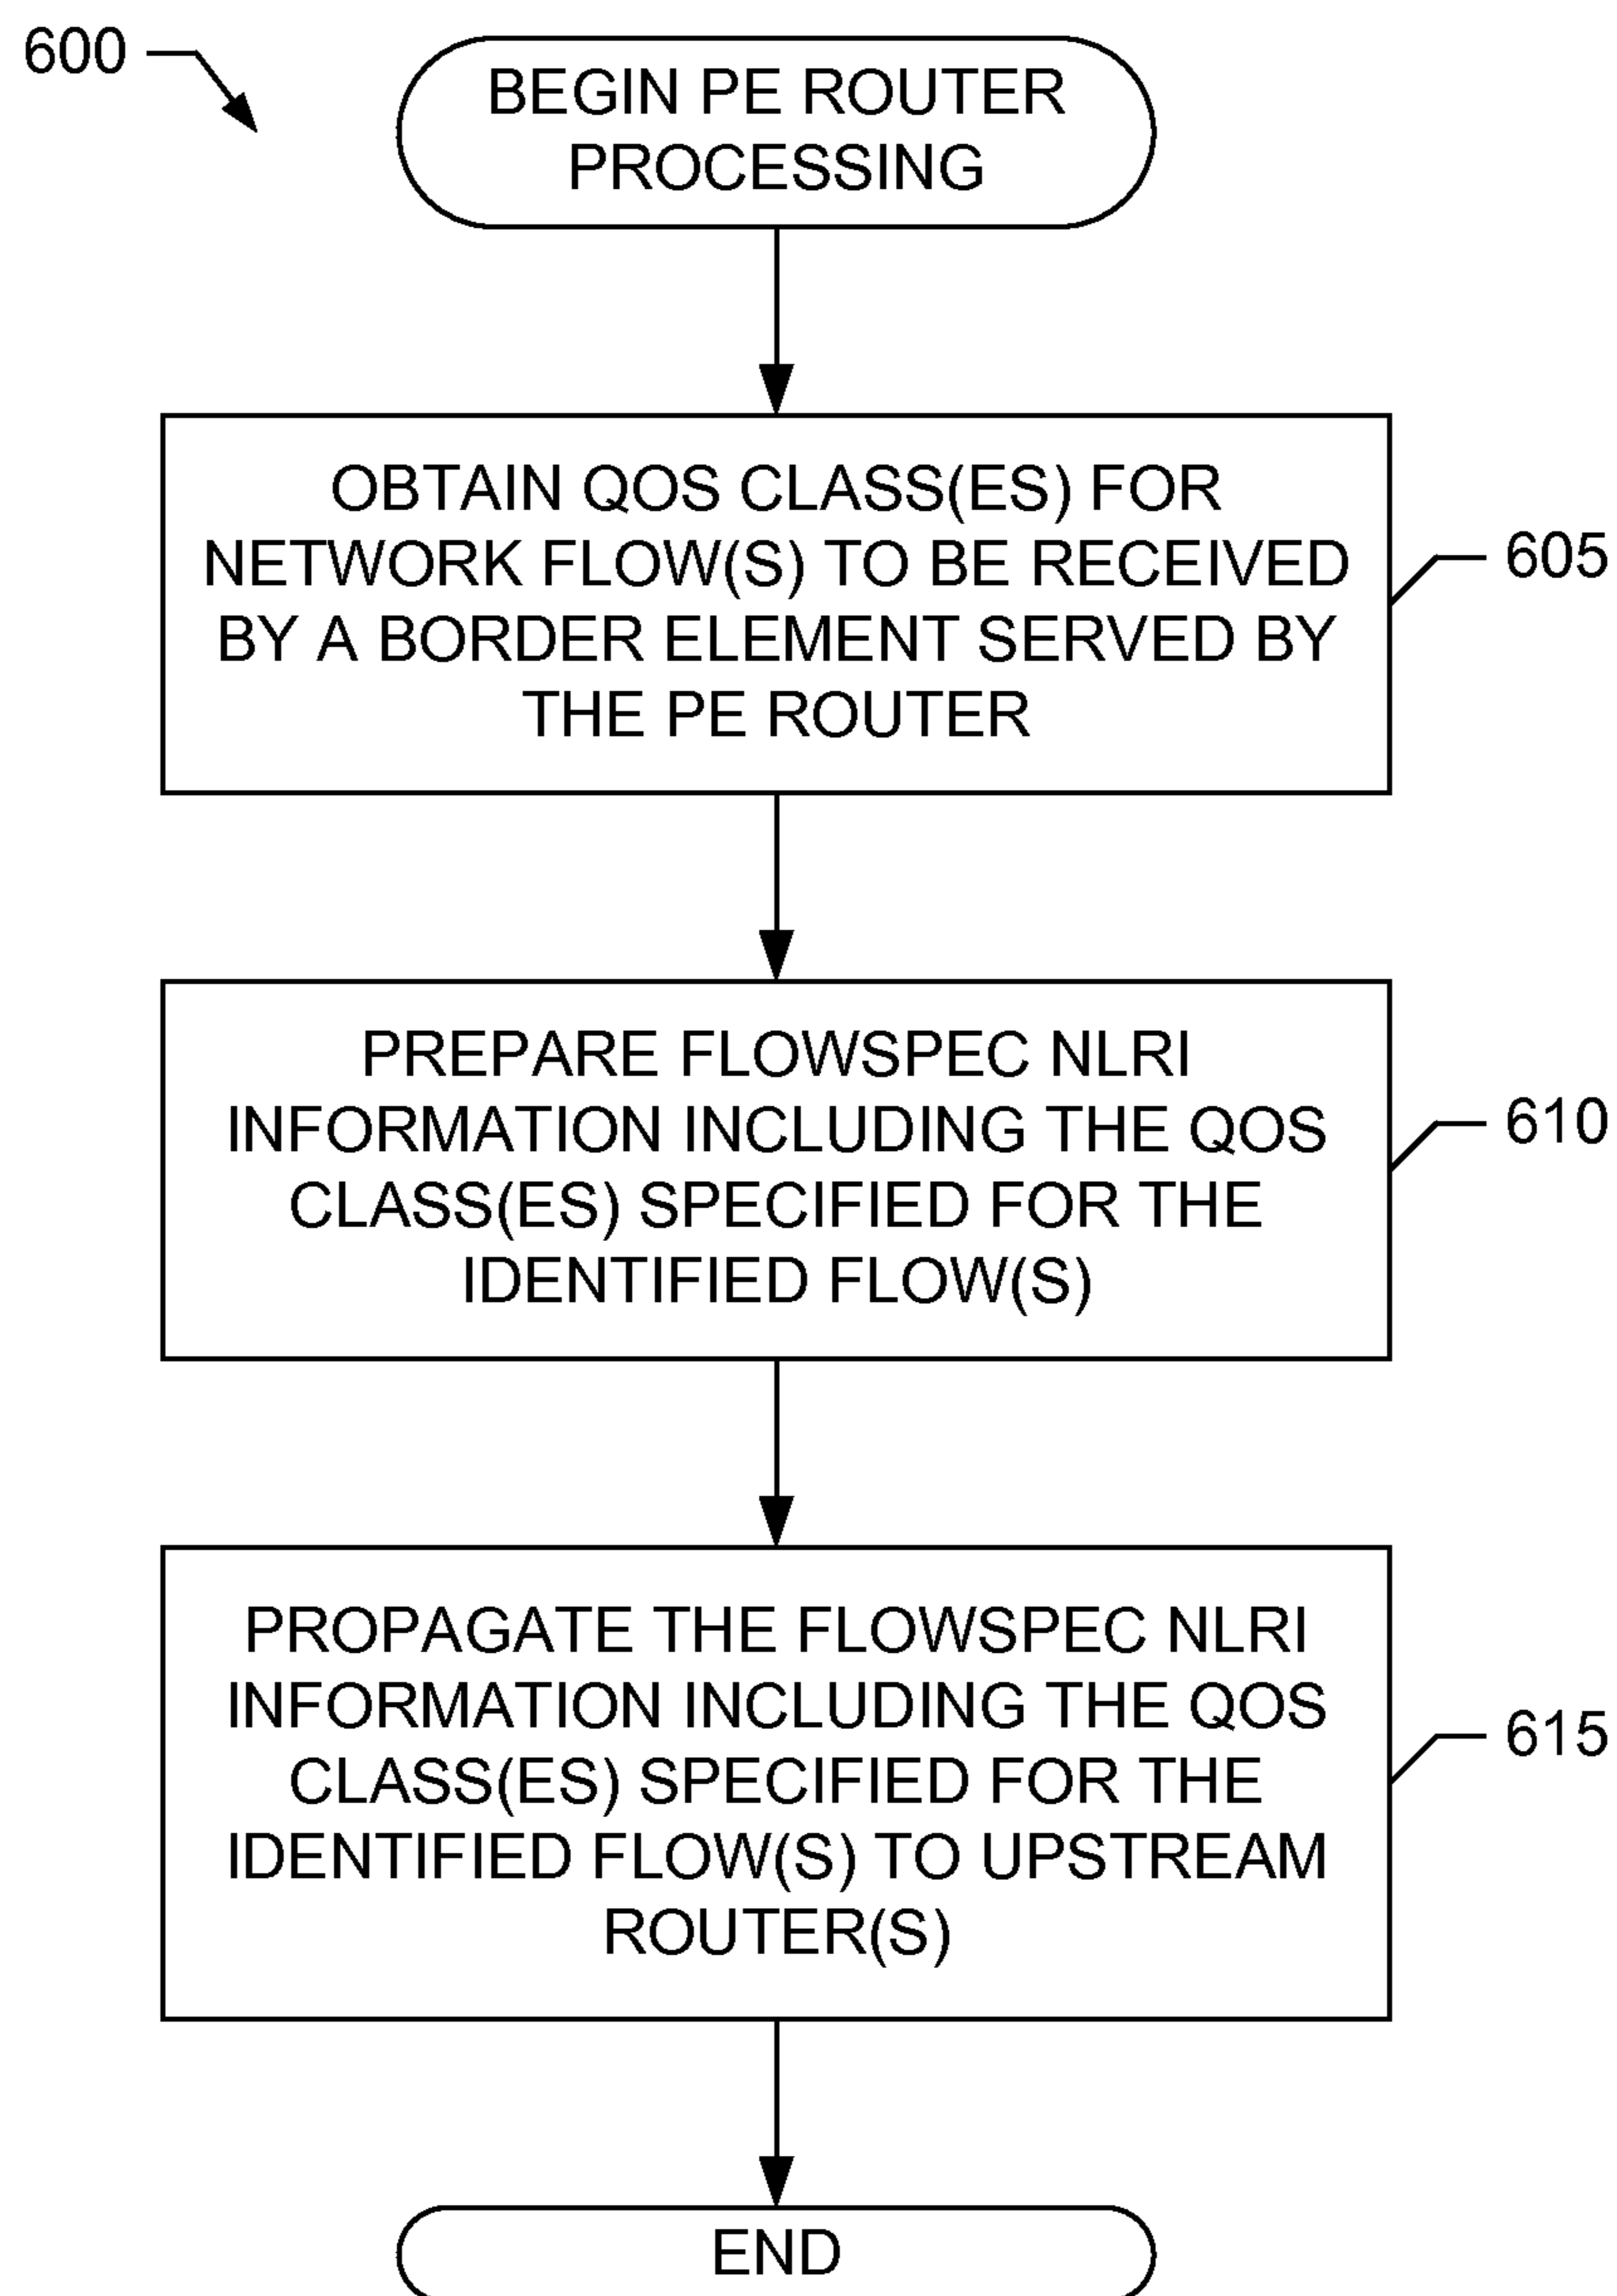 600
BEGIN PE ROUTER
PROCESSING
OBTAIN QOS CLASS(ES) FOR
NETWORK FLOW(S) TO BE RECEIVED
BY A BORDER ELEMENT SERVED BY
THE PE ROUTER
605
PREPARE FLOWSPEC NLRI
INFORMATION INCLUDING THE QOS
CLASS(ES) SPECIFIED FOR THE
IDENTIFIED FLOW(S)
610
PROPAGATE THE FLOWSPEC NLRI
INFORMATION INCLUDING THE QOS
CLASS(ES) SPECIFIED FOR THE
IDENTIFIED FLOW(S) TO UPSTREAM
ROUTER(S)
615
END